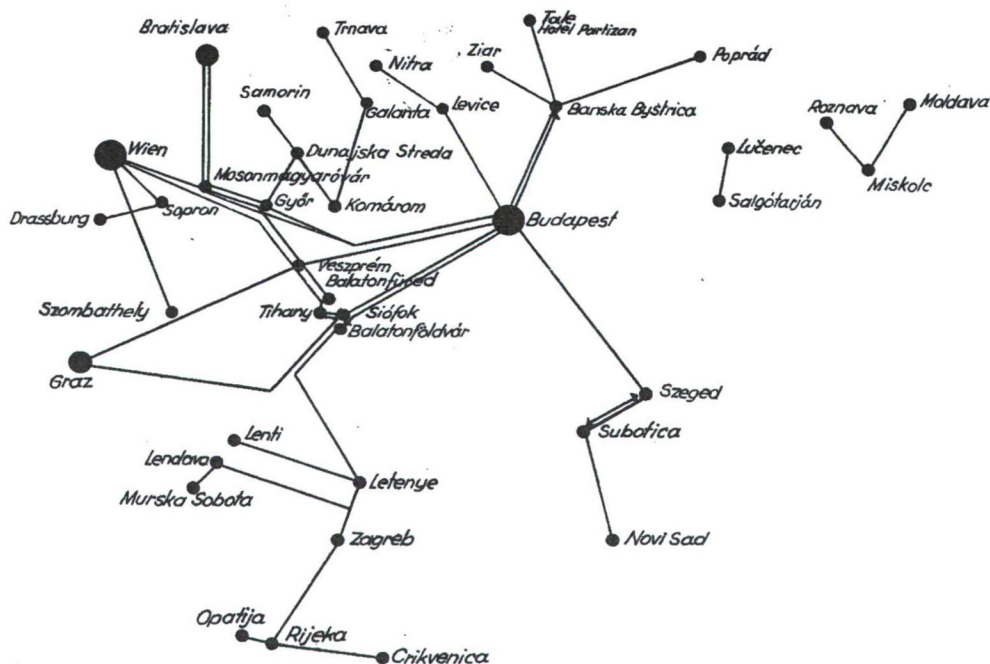 Tale
Hotel Partizan
Trnava
Bratislava
Nitra
Ziar
Poprád
Samorin
Galanta
Levice
Banska Byštrica
Roznava
Moldava
Wien
Dunajska Streda
Lučenec
Mosonmagyaróvár
Miskolc
Drassburg
Sopron
Győr
Komárom
Budapest
Salgótarján
Veszprém
Balatonfüred
Szombathely
Tihany
Siófok
Balatonföldvár
Graz
Szeged
Subotica
Lenti
Lendava
Letenye
Murska Sobota
Zagreb
Novi Sad
Opatija
Rijeka
Crikvenica